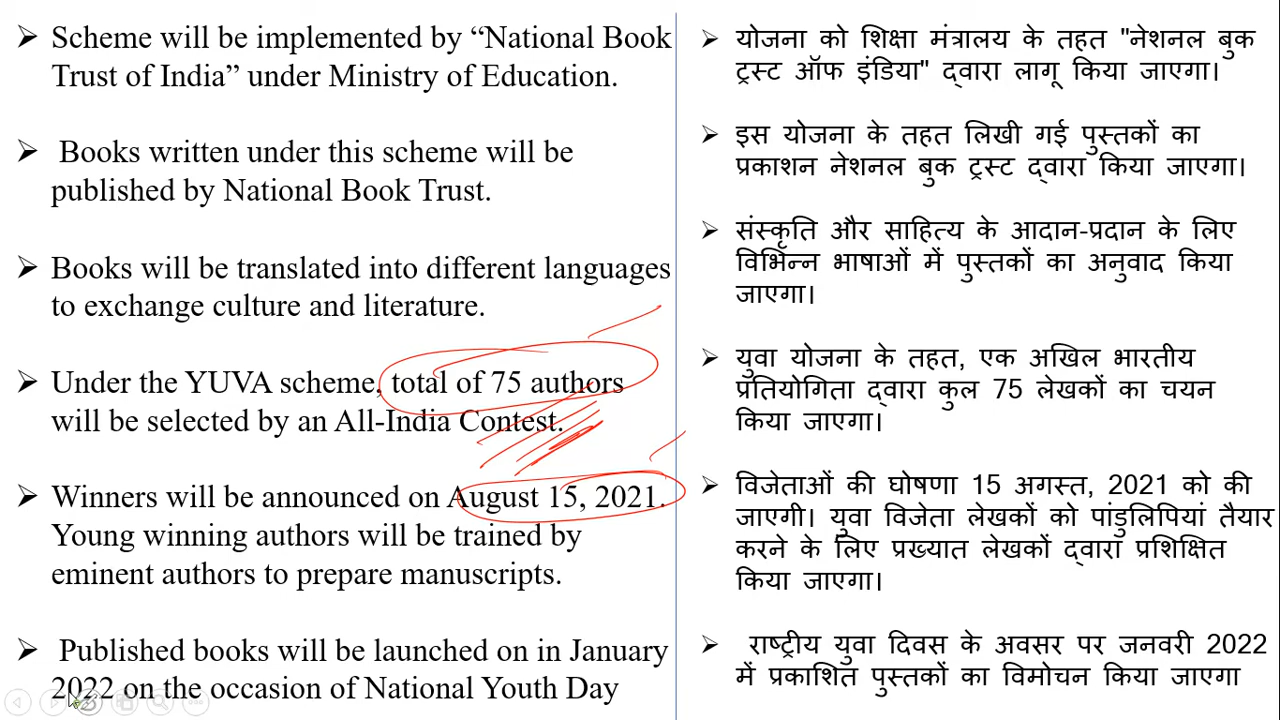 ➢ Scheme will be implemented by “National Book
Trust of India” under Ministry of Education.
➢ Books written under this scheme will be
published by National Book Trust.
➢ Books will be translated into different languages
to exchange culture and literature.
➢ Under the YUVA scheme, total of 75 authors
will be selected by an All-India Contest.
➢ Winners will be announced on August 15, 2021.
Young winning authors will be trained by
eminent authors to prepare manuscripts.
➢ Published books will be launched on in January
2022 on the occasion of National Youth Day
➢ योजना को शिक्षा मंत्रालय के तहत "नेशनल बुक
ट्रस्ट ऑफ इंडिया" द्वारा लागू किया जाएगा।
➢ इस योजना के तहत लिखी गई पुस्तकों का
प्रकाशन नेशनल बुक ट्रस्ट द्वारा किया जाएगा।
➢ संस्कृति और साहित्य के आदान-प्रदान के लिए
विभिन्न भाषाओं में पुस्तकों का अनुवाद किया
जाएगा।
➢ युवा योजना के तहत, एक अखिल भारतीय
प्रतियोगिता द्वारा कुल 75 लेखकों का चयन
किया जाएगा।
➢ विजेताओं की घोषणा 15 अगस्त, 2021 को की
जाएगी। युवा विजेता लेखकों को पांडुलिपियां तैयार
करने के लिए प्रख्यात लेखकों द्वारा प्रशिक्षित
किया जाएगा।
➢ राष्ट्रीय युवा दिवस के अवसर पर जनवरी 2022
में प्रकाशित पुस्तकों का विमोचन किया जाएगा